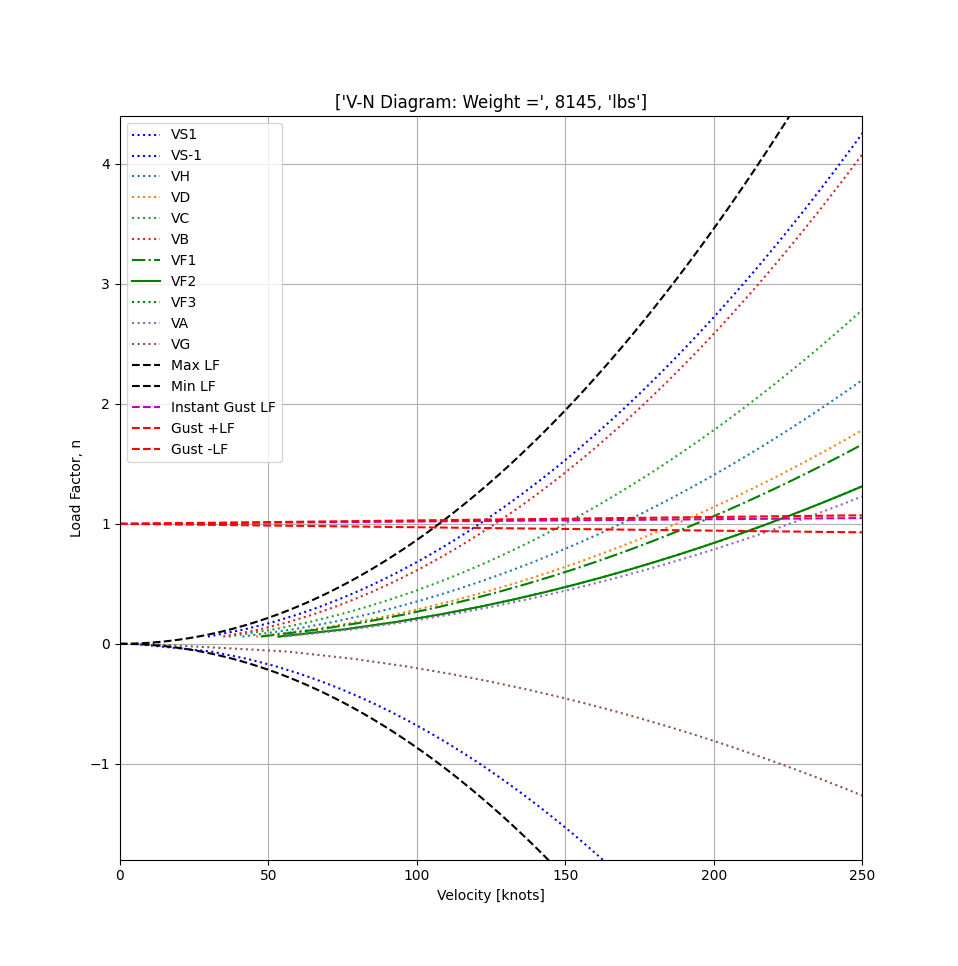 ['V-N Diagram: Weight =', 8145, 'lbs']
VS1
VS-1
VH
VD
VC
VB
VF1
VF2
VF3
VA
VG
Max LF
Min LF
Instant Gust LF
Gust +LF
Gust -LF
Load Factor, n
4
3
2
1
0
−1
0 50 100 150 200 250
Velocity [knots]